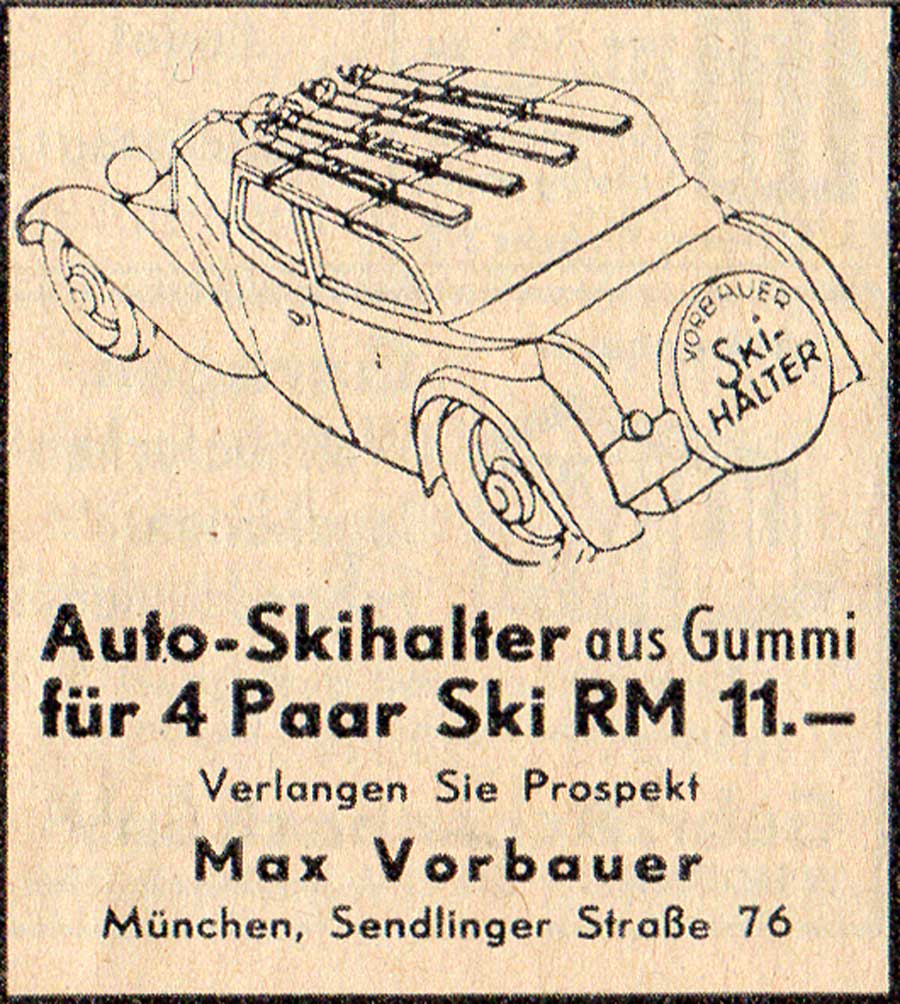 VORBAUER
Ski-
HALTER
Auto-Skihalter aus Gummi
für 4 Paar Ski RM 11.—
Verlangen Sie Prospekt
Max Vorbauer
München, Sendlinger Straße 76